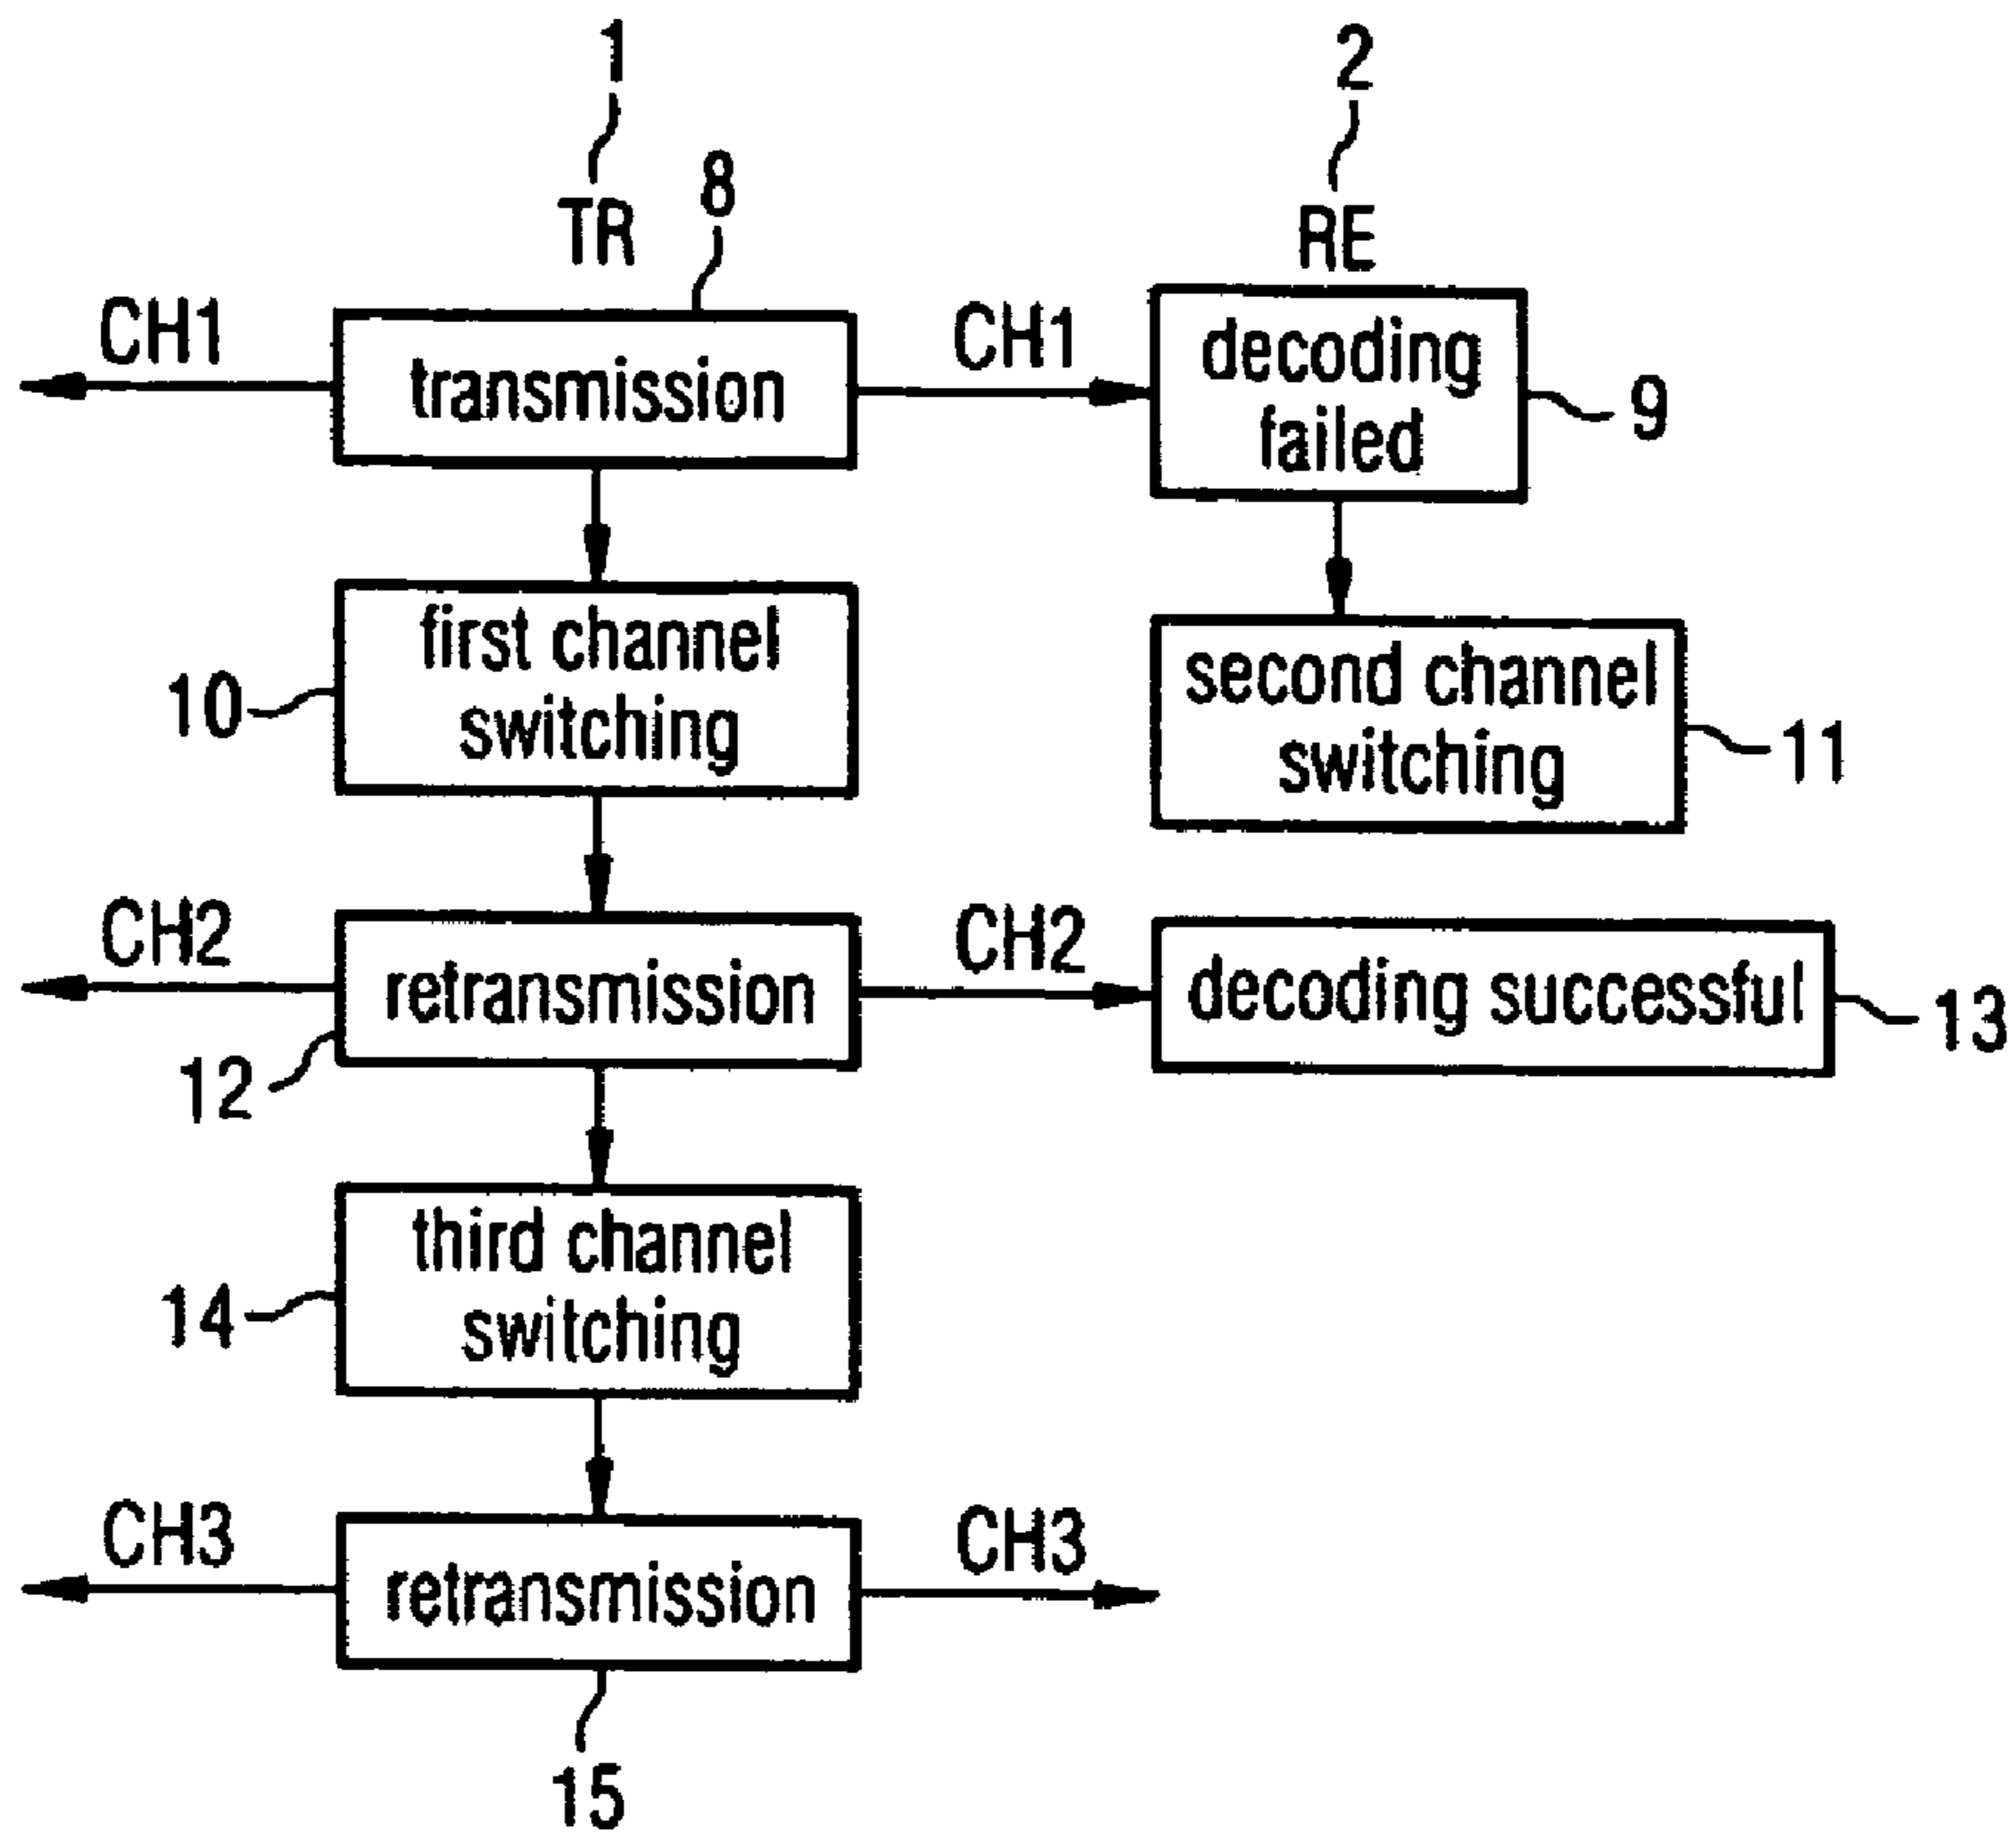 1
2
TR
8
RE
CH1
transmission
CH1
decoding
failed
9
first channel
switching
10
second channel
switching
11
CH2
retransmission
12
CH2
decoding successful
13
third channel
switching
14
CH3
retransmission
CH3
15